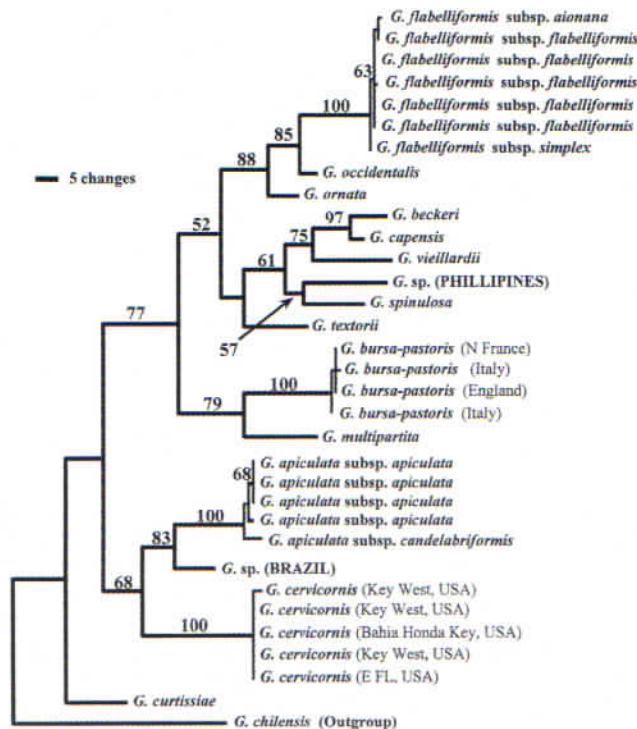 G. flabelliformis subsp. aionana
G. flabelliformis subsp. flabelliformis
G. flabelliformis subsp. flabelliformis
63
G. flabelliformis subsp. flabelliformis
G. flabelliformis subsp. flabelliformis
100
G. flabelliformis subsp. flabelliformis
85
G. flabelliformis subsp. simplex
88
G. occidentalis
5 changes
G. ornata
52
97
G. beckeri
75
G. capensis
61
G. vieillardii
G. sp. (PHILLIPINES)
G. spinulosa
77
G. textorii
57
G. bursa-pastoris (N France)
G. bursa-pastoris (Italy)
100
G. bursa-pastoris (England)
79
G. bursa-pastoris (Italy)
G. multipartita
68
G. apiculata subsp. apiculata
G. apiculata subsp. apiculata
G. apiculata subsp. apiculata
100
G. apiculata subsp. apiculata
83
G. apiculata subsp. candelabriformis
G. sp. (BRAZIL)
68
G. cervicornis (Key West, USA)
G. cervicornis (Key West, USA)
100
G. cervicornis (Bahia Honda Key, USA)
G. cervicornis (Key West, USA)
G. cervicornis (E FL, USA)
G. curtissiae
G. chilensis (Outgroup)